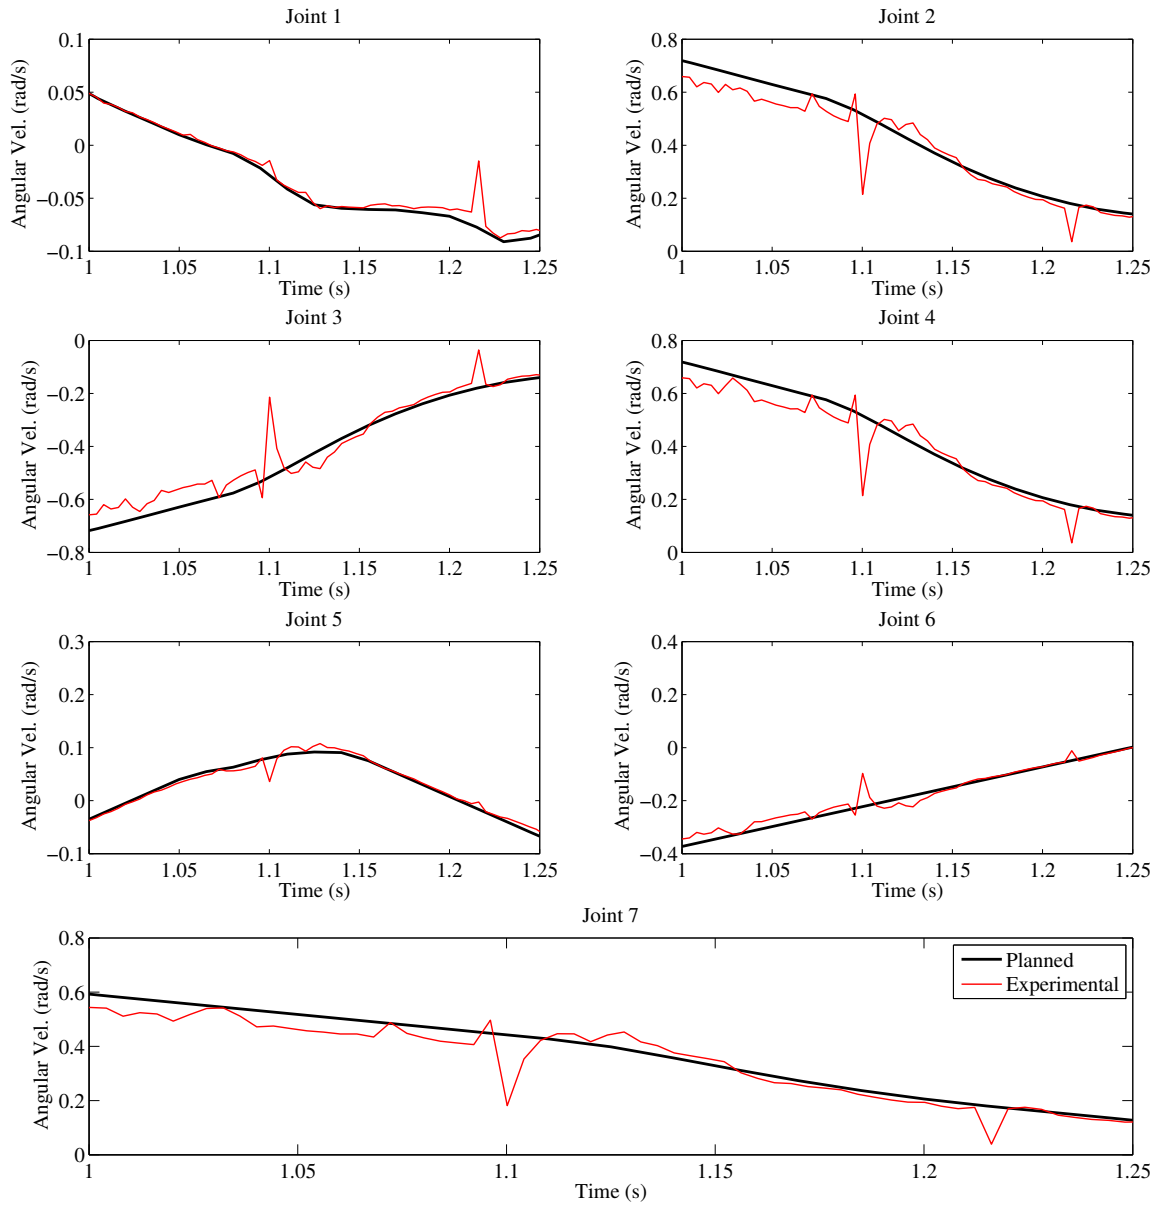 Joint 1
Angular Vel. (rad/s)
0.1
0.05
0
−0.05
−0.1
1 1.05 1.1 1.15 1.2 1.25
Time (s)
Joint 2
Angular Vel. (rad/s)
0.8
0.6
0.4
0.2
0
1 1.05 1.1 1.15 1.2 1.25
Time (s)
Joint 3
Angular Vel. (rad/s)
0
−0.2
−0.4
−0.6
−0.8
1 1.05 1.1 1.15 1.2 1.25
Time (s)
Joint 4
Angular Vel. (rad/s)
0.8
0.6
0.4
0.2
0
1 1.05 1.1 1.15 1.2 1.25
Time (s)
Joint 5
Angular Vel. (rad/s)
0.3
0.2
0.1
0
−0.1
1 1.05 1.1 1.15 1.2 1.25
Time (s)
Joint 6
Angular Vel. (rad/s)
0.4
0.2
0
−0.2
−0.4
1 1.05 1.1 1.15 1.2 1.25
Time (s)
Joint 7
Angular Vel. (rad/s)
0.8
0.6
0.4
0.2
0
1 1.05 1.1 1.15 1.2 1.25
Time (s)
Planned
Experimental